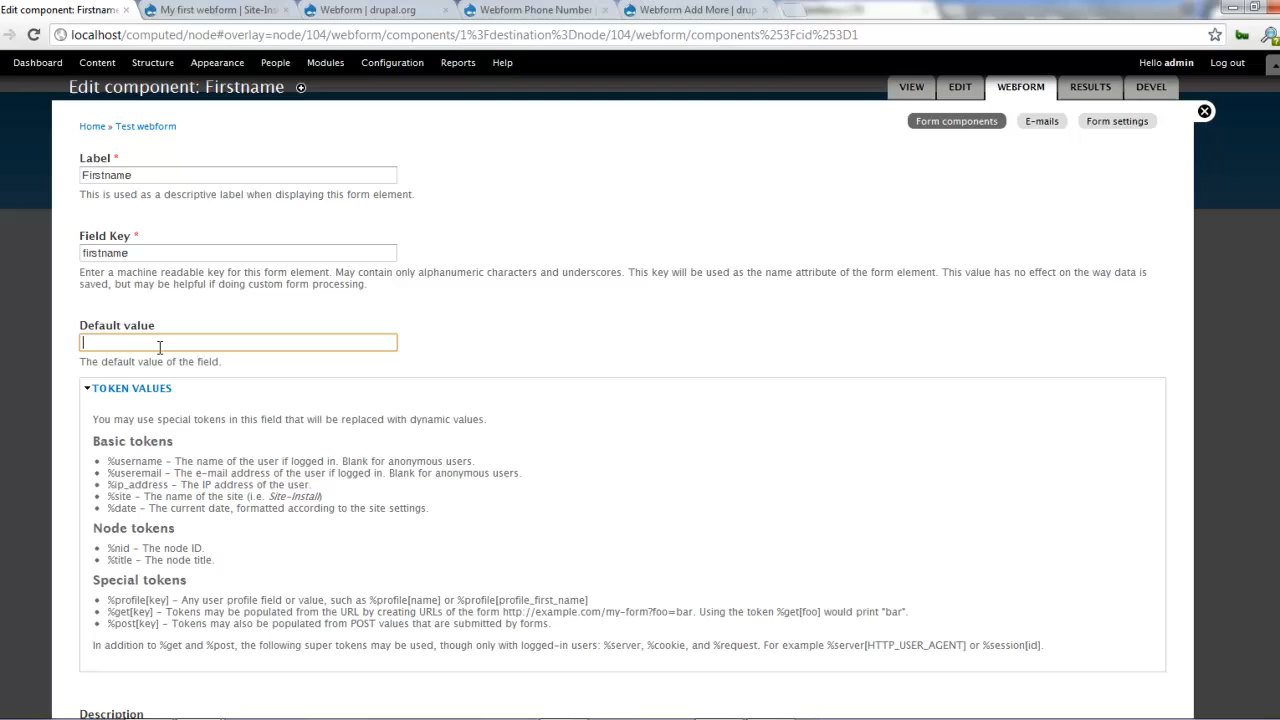 Edit component: Firstname
My first webform | Site-Ins
Webform | drupal.org
Webform Phone Number
Webform Add More | drup
localhost/computed/node#overlay=node/104/webform/components/1%3Fdestination%3Dnode/104/webform/components%253Fcid%253D1
Dashboard Content Structure Appearance People Modules Configuration Reports Help
Hello admin Log out
Edit component: Firstname
VIEW EDIT WEBFORM RESULTS DEVEL
Home » Test webform
Form components E-mails Form settings
Label *
Firstname
This is used as a descriptive label when displaying this form element.
Field Key *
firstname
Enter a machine readable key for this form element. May contain only alphanumeric characters and underscores. This key will be used as the name attribute of the form element. This value has no effect on the way data is
saved, but may be helpful if doing custom form processing.
Default value
The default value of the field.
TOKEN VALUES
You may use special tokens in this field that will be replaced with dynamic values.
Basic tokens
%username – The name of the user if logged in. Blank for anonymous users.
%useremail – The e-mail address of the user if logged in. Blank for anonymous users.
%ip_address – The IP address of the user.
%site – The name of the site (i.e. Site-Install)
%date – The current date, formatted according to the site settings.
Node tokens
%nid – The node ID.
%title – The node title.
Special tokens
%profile[key] – Any user profile field or value, such as %profile[name] or %profile[profile_first_name]
%get[key] – Tokens may be populated from the URL by creating URLs of the form http://example.com/my-form?foo=bar. Using the token %get[foo] would print "bar".
%post[key] – Tokens may also be populated from POST values that are submitted by forms.
In addition to %get and %post, the following super tokens may be used, though only with logged-in users: %server, %cookie, and %request. For example %server[HTTP_USER_AGENT] or %session[id].
Description